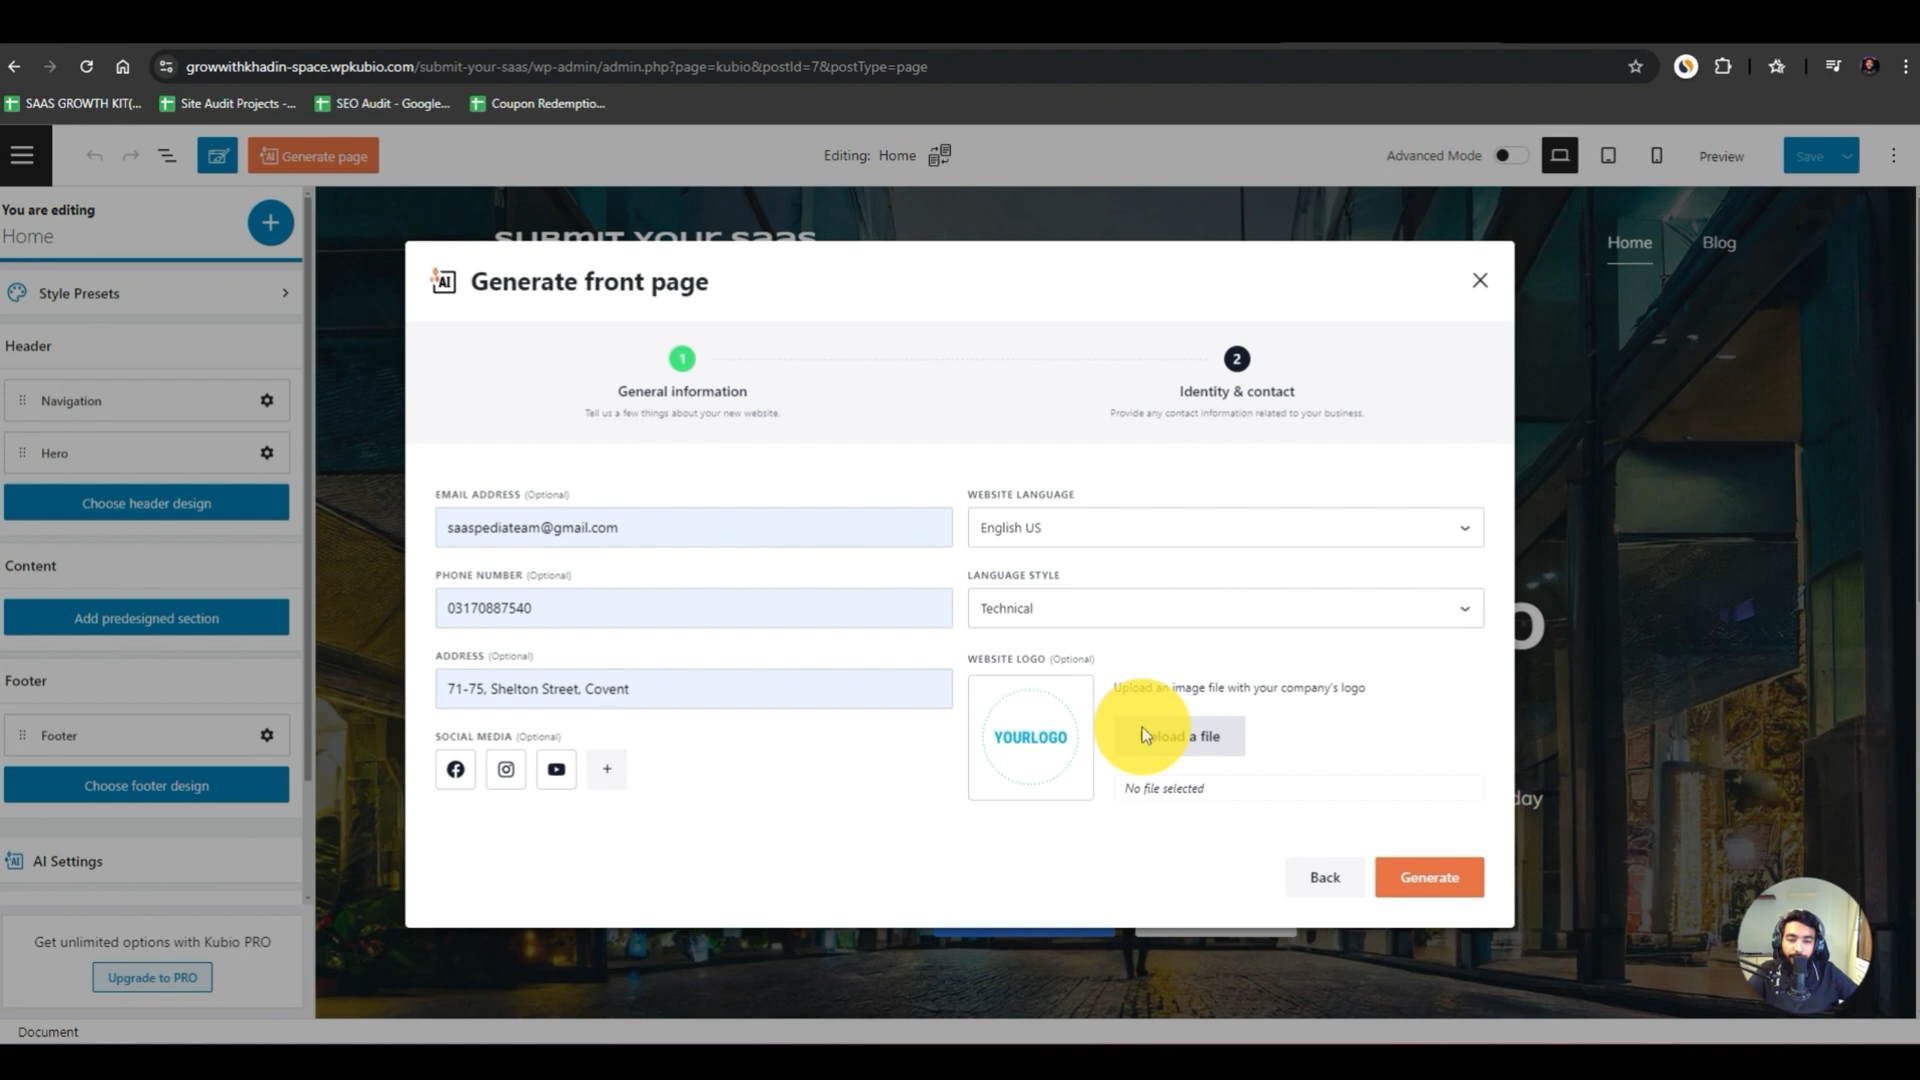 growwithkhadin-space.wpkubio.com/submit-your-saas/wp-admin/admin.php?page=kubio&postId=7&postType=page
SAAS GROWTH KIT(...
Site Audit Projects -...
SEO Audit - Google...
Coupon Redemptio...
AI Generate page
Editing: Home
Advanced Mode
Preview
Save
You are editing
Home
Style Presets
Header
Navigation
Hero
Choose header design
Content
Add predesigned section
Footer
Footer
Choose footer design
AI AI Settings
Get unlimited options with Kubio PRO
Upgrade to PRO
Document
SUBMIT YOUR SAAS
Home
Blog
AI Generate front page
1
General information
Tell us a few things about your new website.
2
Identity & contact
Provide any contact information related to your business.
EMAIL ADDRESS (Optional)
saaspediateam@gmail.com
PHONE NUMBER (Optional)
03170887540
ADDRESS (Optional)
71-75, Shelton Street, Covent
SOCIAL MEDIA (Optional)
WEBSITE LANGUAGE
English US
LANGUAGE STYLE
Technical
WEBSITE LOGO (Optional)
YOURLOGO
Upload an image file with your company's logo
Upload a file
No file selected
Back
Generate